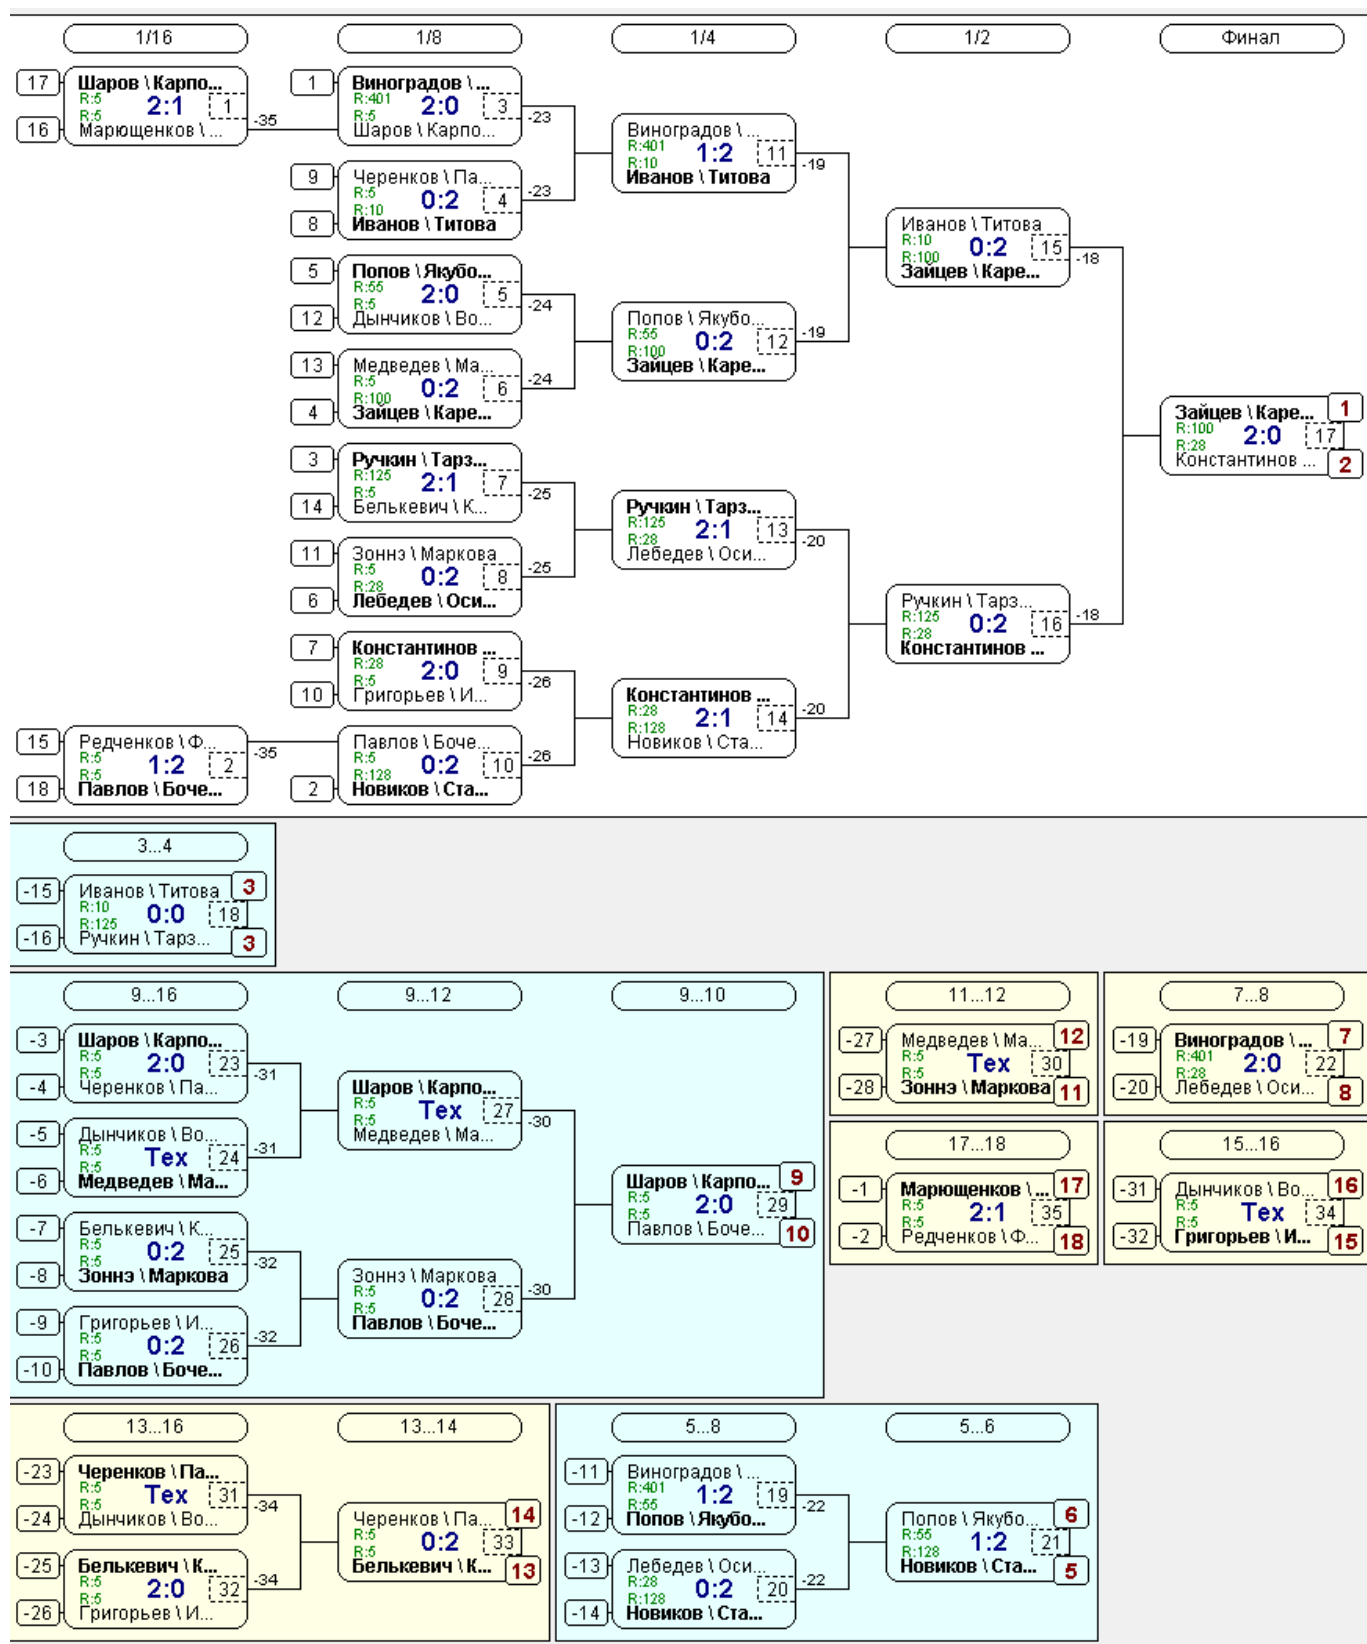 1/16 1/8 1/4 1/2 Финал
17 Шаров \ Карпо...
R:5 2:1 1
R:5
16 Марющенков \ ...
-35
1 Виноградов \ ...
R:401 2:0 3
R:5
Шаров \ Карпо...
-23
9 Черенков \ Па...
R:5 0:2 4
R:10
8 Иванов \ Титова
-23
5 Попов \ Якубо...
R:55 2:0 5
R:5
12 Дынчиков \ Во...
-24
13 Медведев \ Ма...
R:5 0:2 6
R:100
4 Зайцев \ Каре...
-24
3 Ручкин \ Тарз...
R:125 2:1 7
R:5
14 Белькевич \ К...
-25
11 Зоннэ \ Маркова
R:5 0:2 8
R:28
6 Лебедев \ Оси...
-25
7 Константинов ...
R:28 2:0 9
R:5
10 Григорьев \ И...
-26
15 Редченков \ Ф...
R:5 1:2 2
R:5
18 Павлов \ Боче...
-35
Павлов \ Боче...
R:5 0:2 10
R:128
2 Новиков \ Ста...
-26
Виноградов \ ...
R:401 1:2 11
R:10
Иванов \ Титова
-19
Попов \ Якубо...
R:55 0:2 12
R:100
Зайцев \ Каре...
-19
Ручкин \ Тарз...
R:125 2:1 13
R:28
Лебедев \ Оси...
-20
Константинов ...
R:28 2:1 14
R:128
Новиков \ Ста...
-20
Иванов \ Титова
R:10 0:2 15
R:100
Зайцев \ Каре...
-18
Ручкин \ Тарз...
R:125 0:2 16
R:28
Константинов ...
-18
Зайцев \ Каре... 1
R:100 2:0 17
R:28
Константинов ... 2
3...4
-15 Иванов \ Титова 3
R:10 0:0 18
R:125
-16 Ручкин \ Тарз... 3
9...16 9...12 9...10
-3 Шаров \ Карпо...
R:5 2:0 23
R:5
-4 Черенков \ Па...
-31
-5 Дынчиков \ Во...
R:5 Тех 24
R:5
-6 Медведев \ Ма...
-31
-7 Белькевич \ К...
R:5 0:2 25
R:5
-8 Зоннэ \ Маркова
-32
-9 Григорьев \ И...
R:5 0:2 26
R:5
-10 Павлов \ Боче...
-32
Шаров \ Карпо...
R:5 Тех 27
R:5
Медведев \ Ма...
-30
Зоннэ \ Маркова
R:5 0:2 28
R:5
Павлов \ Боче...
-30
Шаров \ Карпо... 9
R:5 2:0 29
R:5
Павлов \ Боче... 10
11...12
-27 Медведев \ Ма... 12
R:5 Тех 30
R:5
-28 Зоннэ \ Маркова 11
7...8
-19 Виноградов \ ... 7
R:401 2:0 22
R:28
-20 Лебедев \ Оси... 8
17...18
-1 Марющенков \ ... 17
R:5 2:1 35
R:5
-2 Редченков \ Ф... 18
15...16
-31 Дынчиков \ Во... 16
R:5 Тех 34
R:5
-32 Григорьев \ И... 15
13...16 13...14
-23 Черенков \ Па...
R:5 Тех 31
R:5
-24 Дынчиков \ Во...
-34
-25 Белькевич \ К...
R:5 2:0 32
R:5
-26 Григорьев \ И...
-34
Черенков \ Па... 14
R:5 0:2 33
R:5
Белькевич \ К... 13
5...8 5...6
-11 Виноградов \ ...
R:401 1:2 19
R:55
-12 Попов \ Якубо...
-22
-13 Лебедев \ Оси...
R:28 0:2 20
R:128
-14 Новиков \ Ста...
-22
Попов \ Якубо... 6
R:55 1:2 21
R:128
Новиков \ Ста... 5